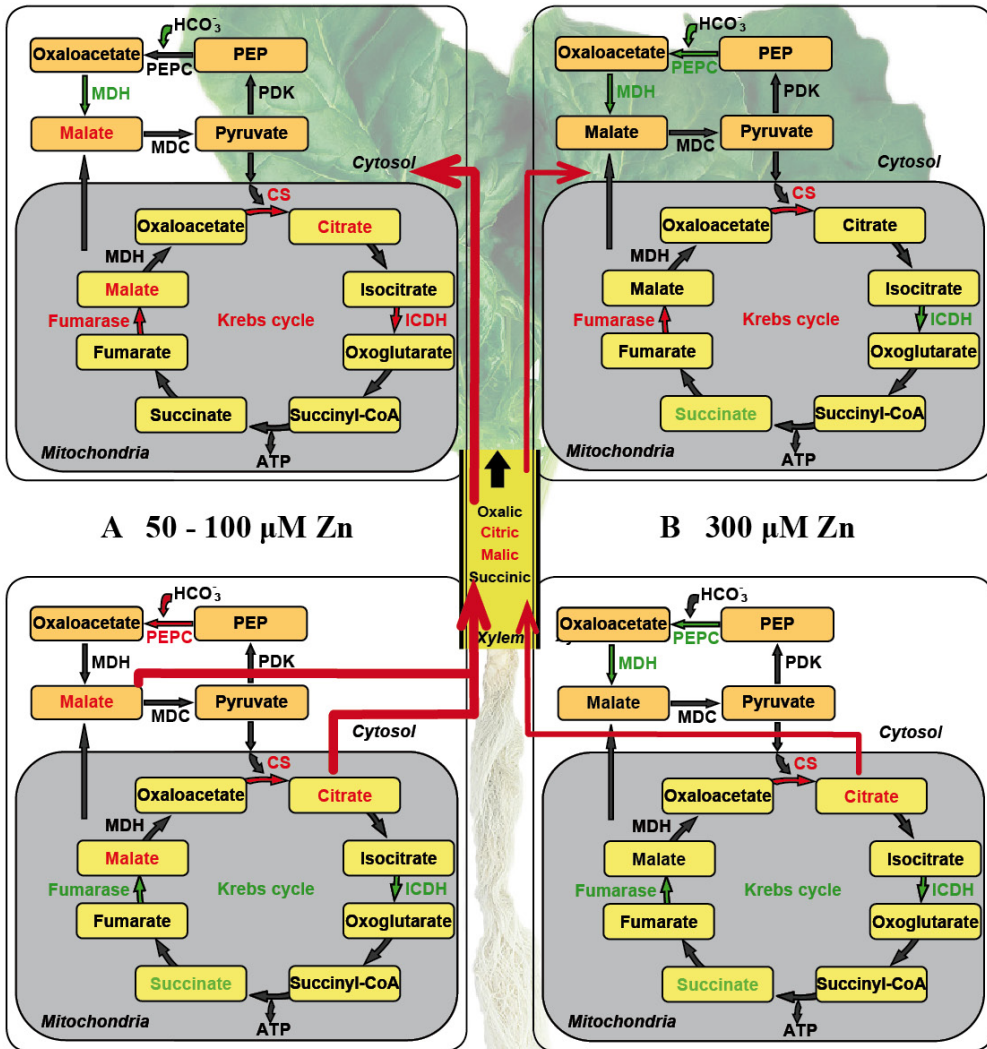 HCO₃⁻
Oxaloacetate
PEP
PEPC
MDH
PDK
Malate
Pyruvate
MDC
Cytosol
CS
Oxaloacetate
Citrate
MDH
Malate
Isocitrate
Fumarase
Krebs cycle
ICDH
Fumarate
Oxoglutarate
Succinate
Succinyl-CoA
Mitochondria
ATP
HCO₃⁻
Oxaloacetate
PEP
PEPC
MDH
PDK
Malate
Pyruvate
MDC
Cytosol
CS
Oxaloacetate
Citrate
MDH
Malate
Isocitrate
Fumarase
Krebs cycle
ICDH
Fumarate
Oxoglutarate
Succinate
Succinyl-CoA
Mitochondria
ATP
A 50 - 100 μM Zn
Oxalic
Citric
Malic
Succinic
Xylem
B 300 μM Zn
HCO₃⁻
Oxaloacetate
PEP
PEPC
MDH
PDK
Malate
Pyruvate
MDC
Cytosol
CS
Oxaloacetate
Citrate
MDH
Malate
Isocitrate
Fumarase
Krebs cycle
ICDH
Fumarate
Oxoglutarate
Succinate
Succinyl-CoA
Mitochondria
ATP
HCO₃⁻
Oxaloacetate
PEP
PEPC
MDH
PDK
Malate
Pyruvate
MDC
Cytosol
CS
Oxaloacetate
Citrate
MDH
Malate
Isocitrate
Fumarase
Krebs cycle
ICDH
Fumarate
Oxoglutarate
Succinate
Succinyl-CoA
Mitochondria
ATP